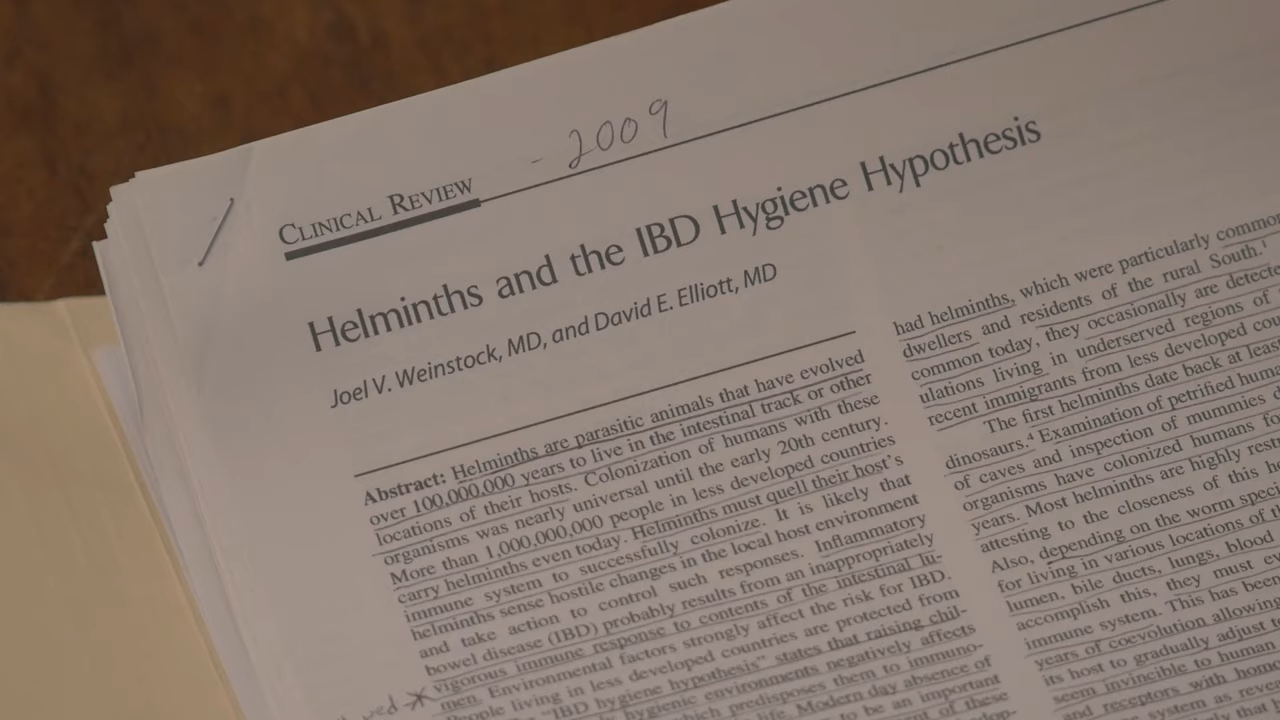 - 2009
CLINICAL REVIEW
Helminths and the IBD Hygiene Hypothesis
Joel V. Weinstock, MD, and David E. Elliott, MD
Abstract: Helminths are parasitic animals that have evolved
over 100,000,000 years to live in the intestinal track or other
locations of their hosts. Colonization of humans with these
organisms was nearly universal until the early 20th century.
More than 1,000,000,000 people in less developed countries
carry helminths even today. Helminths must quell their host's
immune system to successfully colonize. It is likely that
helminths sense hostile changes in the local host environment
and take action to control such responses. Inflammatory
bowel disease (IBD) probably results from an inappropriately
vigorous immune response to contents of the intestinal lu-
men. Environmental factors strongly affect the risk for IBD.
People living in less developed countries are protected from
"IBD hygiene hypothesis" states that raising chil-
hygienic environments negatively affects
which predisposes them to immuno-
life. Modern day absence of
to be an important
of these
had helminths, which were particularly
dwellers and residents of the rural South.1
common today, they occasionally are
ulations living in underserved regions of
recent immigrants from less developed
The first helminths date back at least
dinosaurs.4 Examination of petrified
of caves and inspection of mummies
organisms have colonized humans
years. Most helminths are highly
attesting to the closeness of this
Also, depending on the worm
for living in various locations of
lumen, bile ducts, lungs, blood
accomplish this, they must
immune system. This has been
years of coevolution allowing
its host to gradually adjust
seem invincible to human
and receptors with
system as